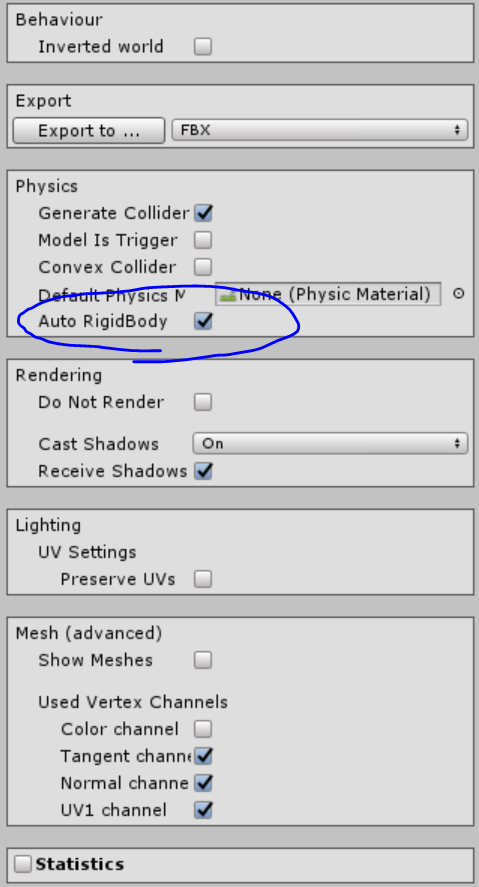 Behaviour
Inverted world
Export
Export to ... FBX
Physics
Generate Collider
Model Is Trigger
Convex Collider
Default Physics M None (Physic Material)
Auto RigidBody
Rendering
Do Not Render
Cast Shadows On
Receive Shadows
Lighting
UV Settings
Preserve UVs
Mesh (advanced)
Show Meshes
Used Vertex Channels
Color channel
Tangent channe
Normal channe
UV1 channel
Statistics